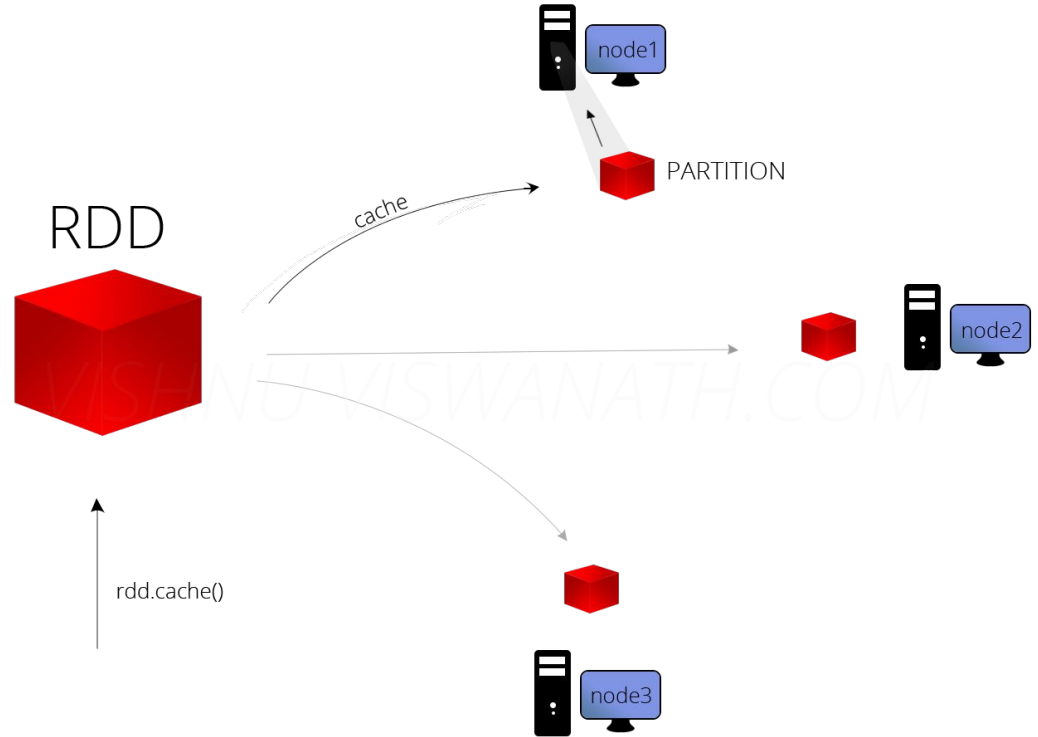 node1
PARTITION
cache
RDD
node2
VISHNU VISWANATH.COM
rdd.cache()
node3